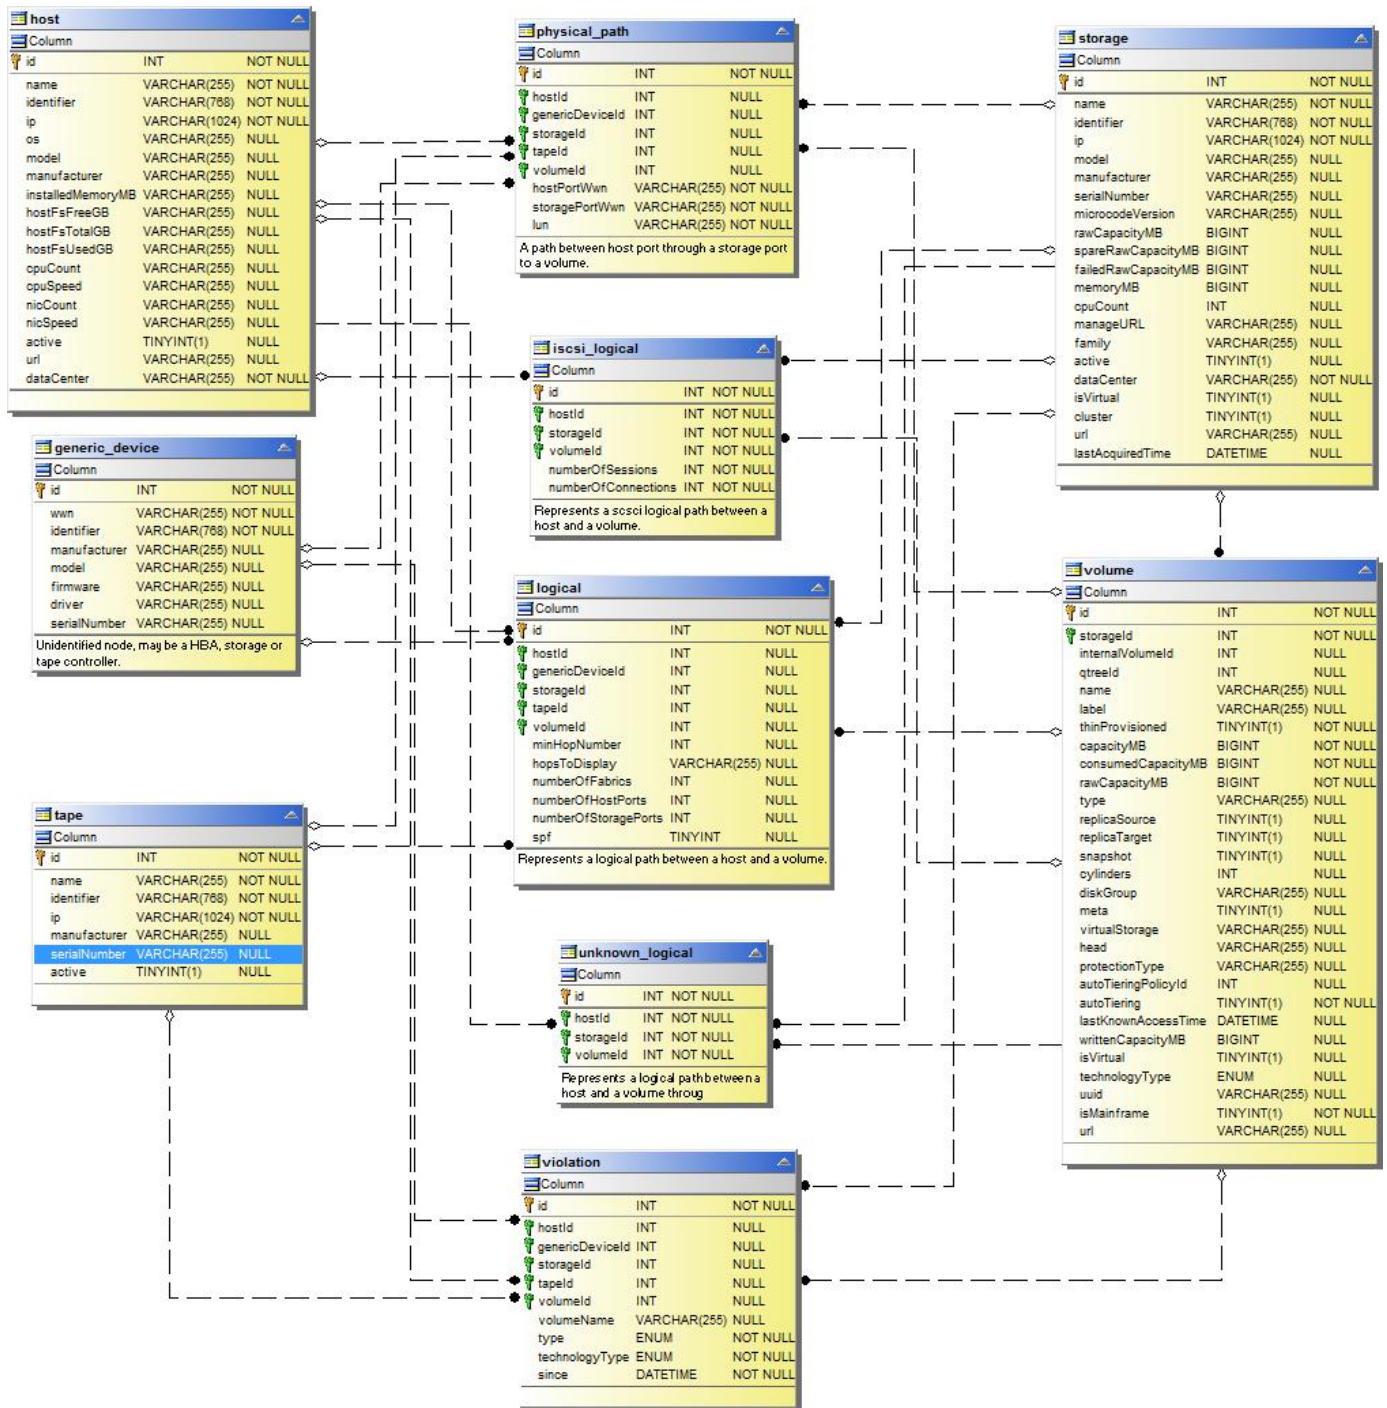 host
Column
id INT NOT NULL
name VARCHAR(255) NOT NULL
identifier VARCHAR(768) NOT NULL
ip VARCHAR(1024) NOT NULL
os VARCHAR(255) NULL
model VARCHAR(255) NULL
manufacturer VARCHAR(255) NULL
installedMemoryMB VARCHAR(255) NULL
hostFsFreeGB VARCHAR(255) NULL
hostFsTotalGB VARCHAR(255) NULL
hostFsUsedGB VARCHAR(255) NULL
cpuCount VARCHAR(255) NULL
cpuSpeed VARCHAR(255) NULL
nicCount VARCHAR(255) NULL
nicSpeed VARCHAR(255) NULL
active TINYINT(1) NULL
url VARCHAR(255) NULL
dataCenter VARCHAR(255) NOT NULL
physical_path
Column
id INT NOT NULL
hostId INT NULL
genericDeviceId INT NULL
storageId INT NULL
tapeId INT NULL
volumeId INT NULL
hostPortWwn VARCHAR(255) NOT NULL
storagePortWwn VARCHAR(255) NOT NULL
lun VARCHAR(255) NOT NULL
A path between host port through a storage port
to a volume.
storage
Column
id INT NOT NULL
name VARCHAR(255) NOT NULL
identifier VARCHAR(768) NOT NULL
ip VARCHAR(1024) NOT NULL
model VARCHAR(255) NULL
manufacturer VARCHAR(255) NULL
serialNumber VARCHAR(255) NULL
microcodeVersion VARCHAR(255) NULL
rawCapacityMB BIGINT NULL
spareRawCapacityMB BIGINT NULL
failedRawCapacityMB BIGINT NULL
memoryMB BIGINT NULL
cpuCount INT NULL
manageURL VARCHAR(255) NULL
family VARCHAR(255) NULL
active TINYINT(1) NULL
dataCenter VARCHAR(255) NOT NULL
isVirtual TINYINT(1) NULL
cluster TINYINT(1) NULL
url VARCHAR(255) NULL
lastAcquiredTime DATETIME NULL
iscsi_logical
Column
id INT NOT NULL
hostId INT NOT NULL
storageId INT NOT NULL
volumeId INT NOT NULL
numberOfSessions INT NOT NULL
numberOfConnections INT NOT NULL
Represents a scsci logical path between a
host and a volume.
generic_device
Column
id INT NOT NULL
wwn VARCHAR(255) NOT NULL
identifier VARCHAR(768) NOT NULL
manufacturer VARCHAR(255) NULL
model VARCHAR(255) NULL
firmware VARCHAR(255) NULL
driver VARCHAR(255) NULL
serialNumber VARCHAR(255) NULL
Unidentified node, may be a HBA, storage or
tape controller.
logical
Column
id INT NOT NULL
hostId INT NULL
genericDeviceId INT NULL
storageId INT NULL
tapeId INT NULL
volumeId INT NULL
minHopNumber INT NULL
hopsToDisplay VARCHAR(255) NULL
numberOfFabrics INT NULL
numberOfHostPorts INT NULL
numberOfStoragePorts INT NULL
spf TINYINT NULL
Represents a logical path between a host and a volume.
volume
Column
id INT NOT NULL
storageId INT NOT NULL
internalVolumeId INT NULL
qtreeId INT NULL
name VARCHAR(255) NULL
label VARCHAR(255) NULL
thinProvisioned TINYINT(1) NOT NULL
capacityMB BIGINT NOT NULL
consumedCapacityMB BIGINT NOT NULL
rawCapacityMB BIGINT NOT NULL
type VARCHAR(255) NULL
replicaSource TINYINT(1) NULL
replicaTarget TINYINT(1) NULL
snapshot TINYINT(1) NULL
cylinders INT NULL
diskGroup VARCHAR(255) NULL
meta TINYINT(1) NULL
virtualStorage VARCHAR(255) NULL
head VARCHAR(255) NULL
protectionType VARCHAR(255) NULL
autoTieringPolicyId INT NULL
autoTiering TINYINT(1) NOT NULL
lastKnownAccessTime DATETIME NULL
writtenCapacityMB BIGINT NULL
isVirtual TINYINT(1) NULL
technologyType ENUM NULL
uuid VARCHAR(255) NULL
isMainframe TINYINT(1) NOT NULL
url VARCHAR(255) NULL
tape
Column
id INT NOT NULL
name VARCHAR(255) NOT NULL
identifier VARCHAR(768) NOT NULL
ip VARCHAR(1024) NOT NULL
manufacturer VARCHAR(255) NULL
serialNumber VARCHAR(255) NULL
active TINYINT(1) NULL
unknown_logical
Column
id INT NOT NULL
hostId INT NOT NULL
storageId INT NOT NULL
volumeId INT NOT NULL
Represents a logical path between a
host and a volume throug
violation
Column
id INT NOT NULL
hostId INT NULL
genericDeviceId INT NULL
storageId INT NULL
tapeId INT NULL
volumeId INT NULL
volumeName VARCHAR(255) NULL
type ENUM NOT NULL
technologyType ENUM NOT NULL
since DATETIME NOT NULL